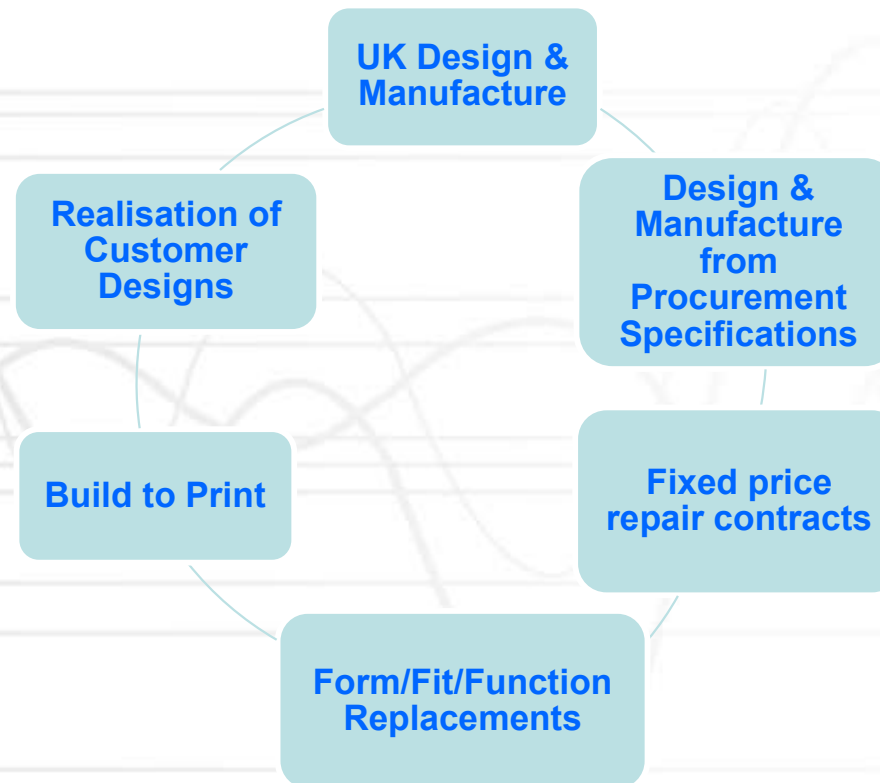 UK Design &
Manufacture
Design &
Manufacture
from
Procurement
Specifications
Fixed price
repair contracts
Form/Fit/Function
Replacements
Build to Print
Realisation of
Customer
Designs